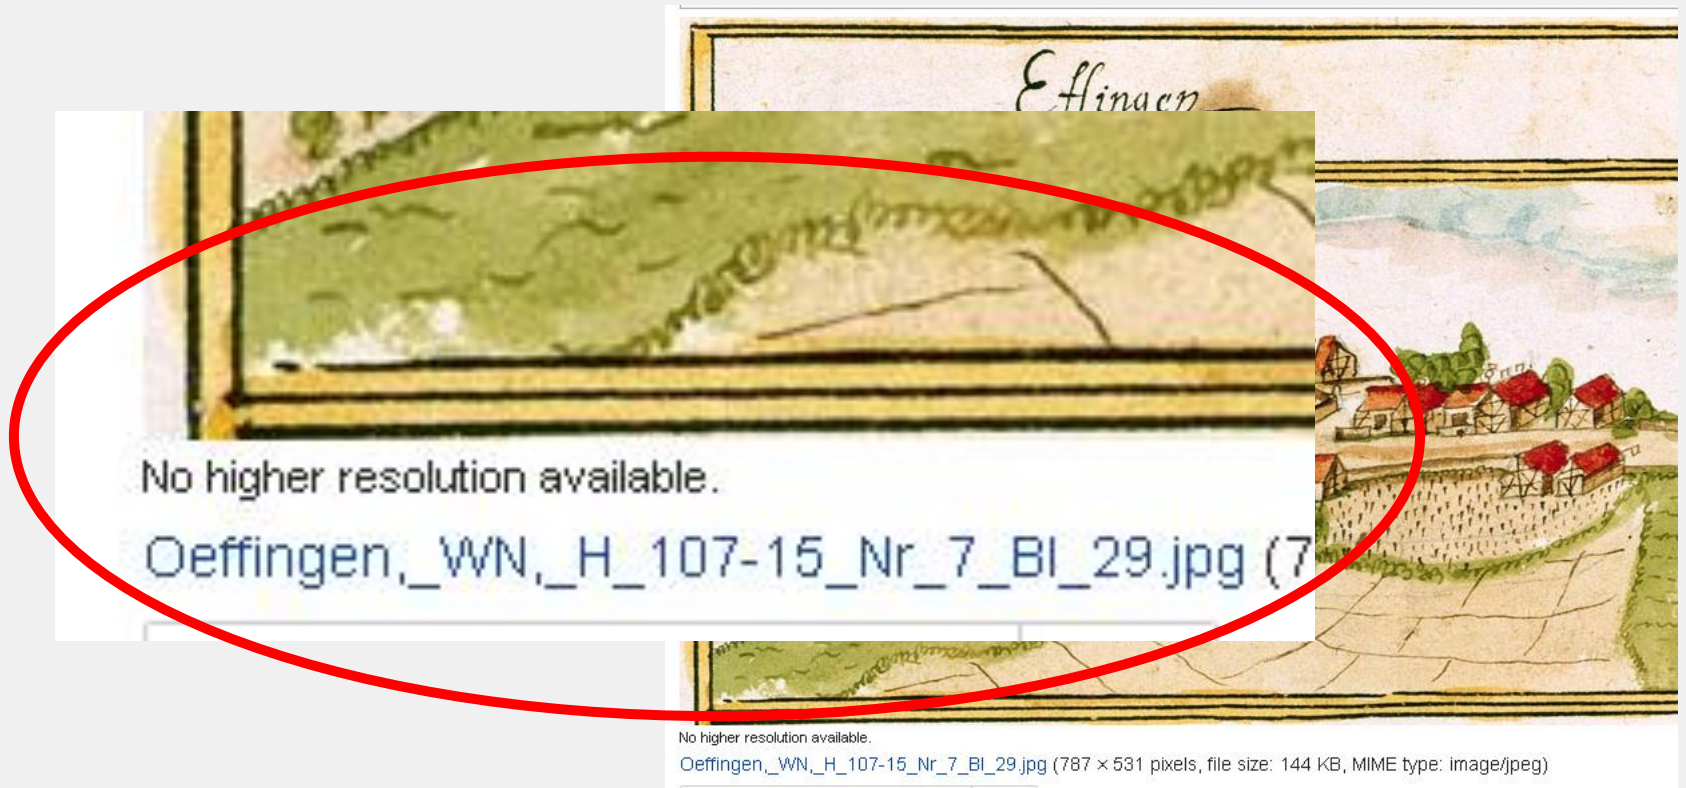 Effingen
No higher resolution available.
Oeffingen,_WN,_H_107-15_Nr_7_Bl_29.jpg (7
No higher resolution available.
Oeffingen,_WN,_H_107-15_Nr_7_Bl_29.jpg (787 × 531 pixels, file size: 144 KB, MIME type: image/jpeg)